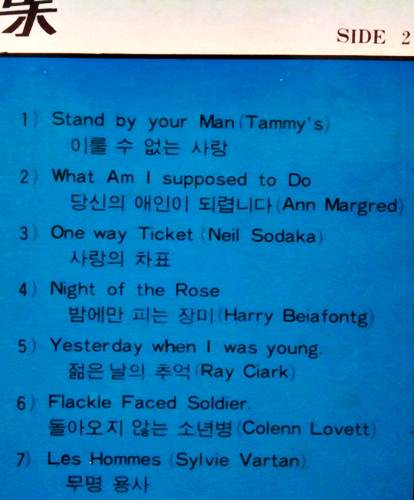 集
SIDE 2
1) Stand by your Man (Tammy's)
이룰 수 없는 사랑
2) What Am I supposed to Do
당신의 애인이 되렵니다 (Ann Margred)
3) One way Ticket (Neil Sodaka)
사랑의 차표
4) Night of the Rose
밤에만 피는 장미 (Harry Beiafontg)
5) Yesterday when I was young.
젊은 날의 추억 (Ray Ciark)
6) Flackle Faced Soldier.
돌아오지 않는 소년병 (Colenn Lovett)
7) Les Hommes (Sylvie Vartan)
무명 용사